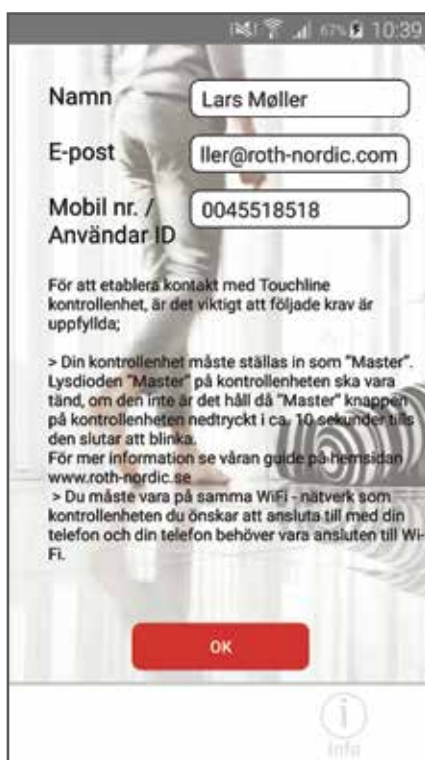 67% 10:39
Namn Lars Møller
E-post ller@roth-nordic.com
Mobil nr. / 0045518518
Användar ID
För att etablera kontakt med Touchline
kontrollenhet, är det viktigt att följade krav är
uppfyllda;
> Din kontrollenhet måste ställas in som "Master".
Lysdioden "Master" på kontrollenheten ska vara
tänd, om den inte är det håll då "Master" knappen
på kontrollenheten nedtryckt i ca. 10 sekunder tills
den slutar att blinka.
För mer information se våran guide på hemsidan
www.roth-nordic.se
> Du måste vara på samma WiFi - nätverk som
kontrollenheten du önskar att ansluta till med din
telefon och din telefon behöver vara ansluten till Wi-
Fi.
OK
i
Info